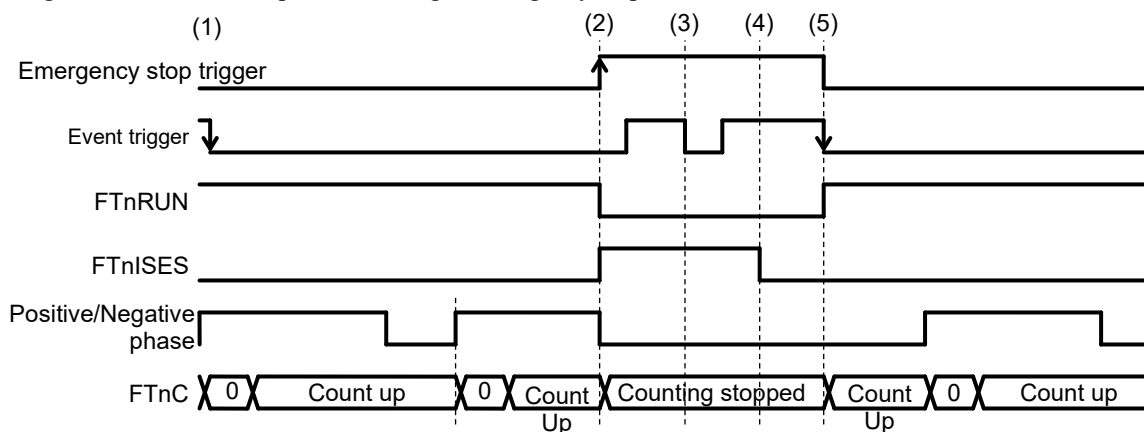 (1) (2) (3) (4) (5)
Emergency stop trigger
Event trigger
FTnRUN
FTnISES
Positive/Negative
phase
FTnC 0 Count up 0 Count Up Counting stopped Count Up 0 Count up